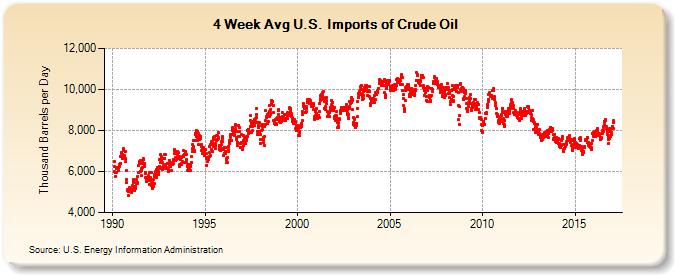 4 Week Avg U.S. Imports of Crude Oil
Thousand Barrels per Day
12,000
10,000
8,000
6,000
4,000
1990 1995 2000 2005 2010 2015
Source: U.S. Energy Information Administration